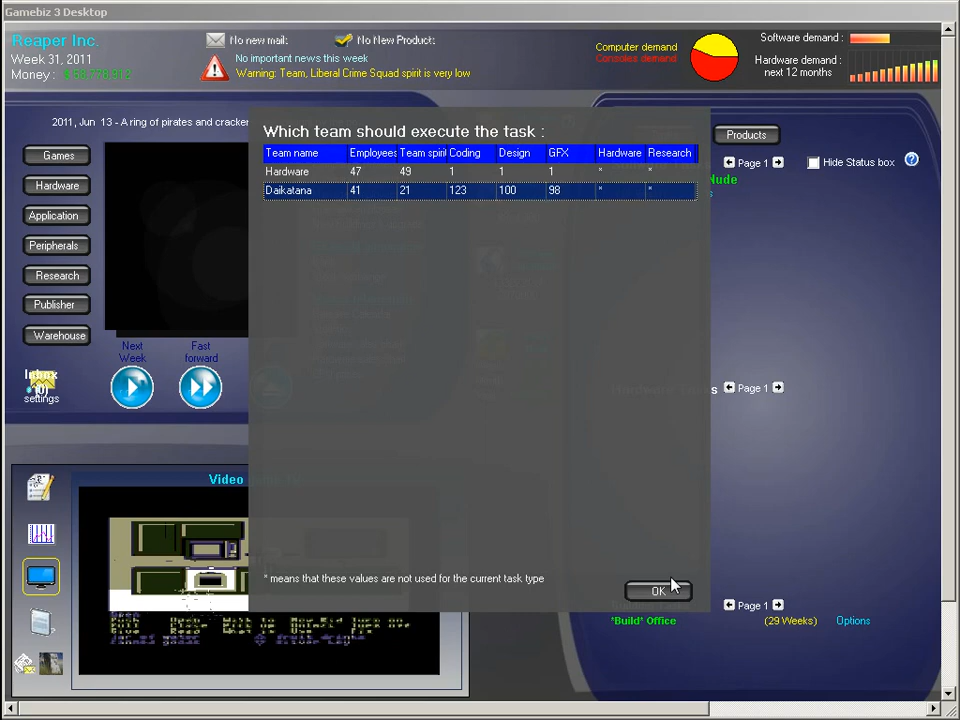 Gamebiz 3 Desktop
Reaper Inc.
Week 31, 2011
Money :
No new mail:
No New Product:
No important news this week
Warning: Team, Liberal Crime Squad spirit is very low
Computer demand
Consoles demand
Software demand :
Hardware demand :
next 12 months
2011, Jun 13 - A ring of pirates and cracker
Games
Hardware
Application
Peripherals
Research
Publisher
Warehouse
Next
Week
Fast
forward
Inbox
(0)
settings
Which team should execute the task :
Team name Employees Team spirit Coding Design GFX Hardware Research
Hardware 47 49 1 1 1 * *
Daikatana 41 21 123 100 98 * *
* means that these values are not used for the current task type
OK
Products
Page 1
Hide Status box
Nude
Page 1
Page 1
*Build* Office (29 Weeks) Options
Video